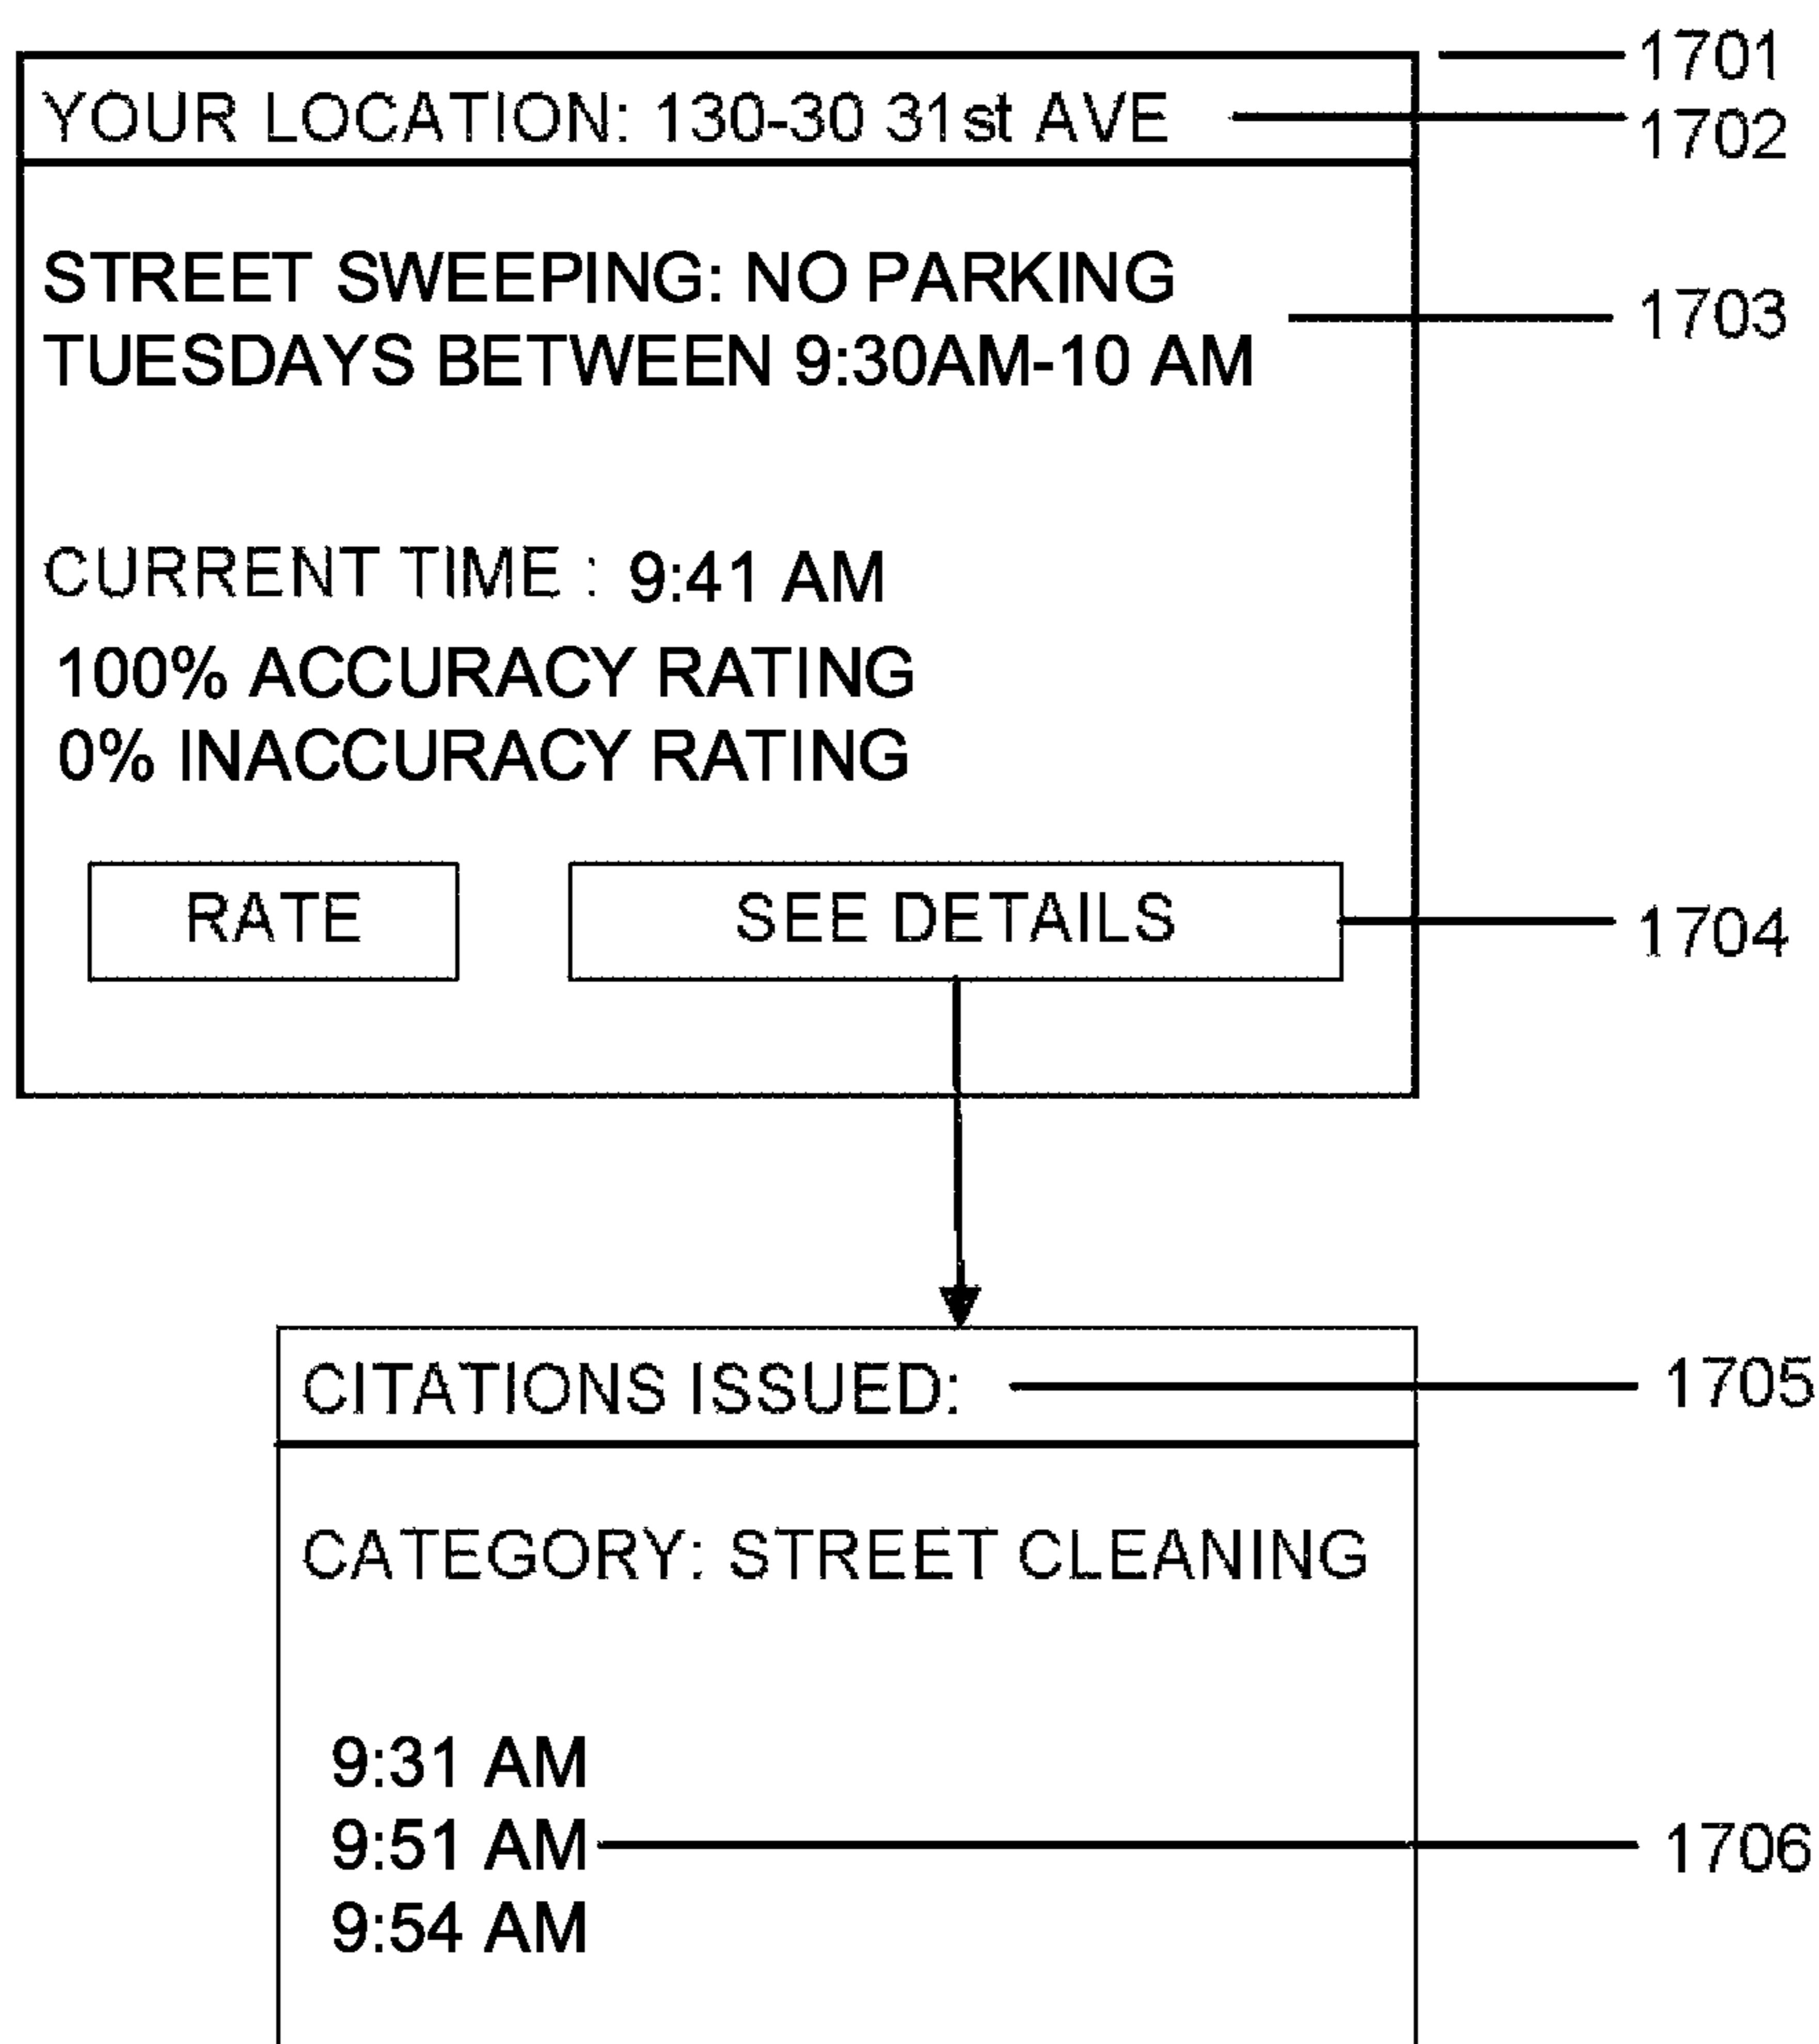 1701
YOUR LOCATION: 130-30 31st AVE
1702
STREET SWEEPING: NO PARKING
TUESDAYS BETWEEN 9:30AM-10 AM
1703
CURRENT TIME : 9:41 AM
100% ACCURACY RATING
0% INACCURACY RATING
RATE
SEE DETAILS
1704
CITATIONS ISSUED:
1705
CATEGORY: STREET CLEANING
9:31 AM
9:51 AM
1706
9:54 AM